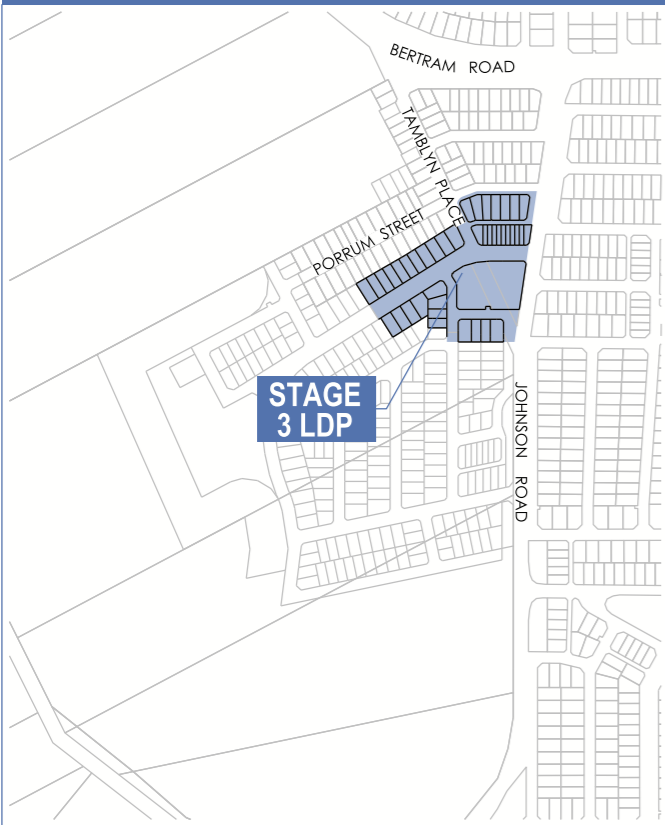 BERTRAM ROAD
TAMBLYN PLACE
PORRUM STREET
STAGE
3 LDP
JOHNSON ROAD